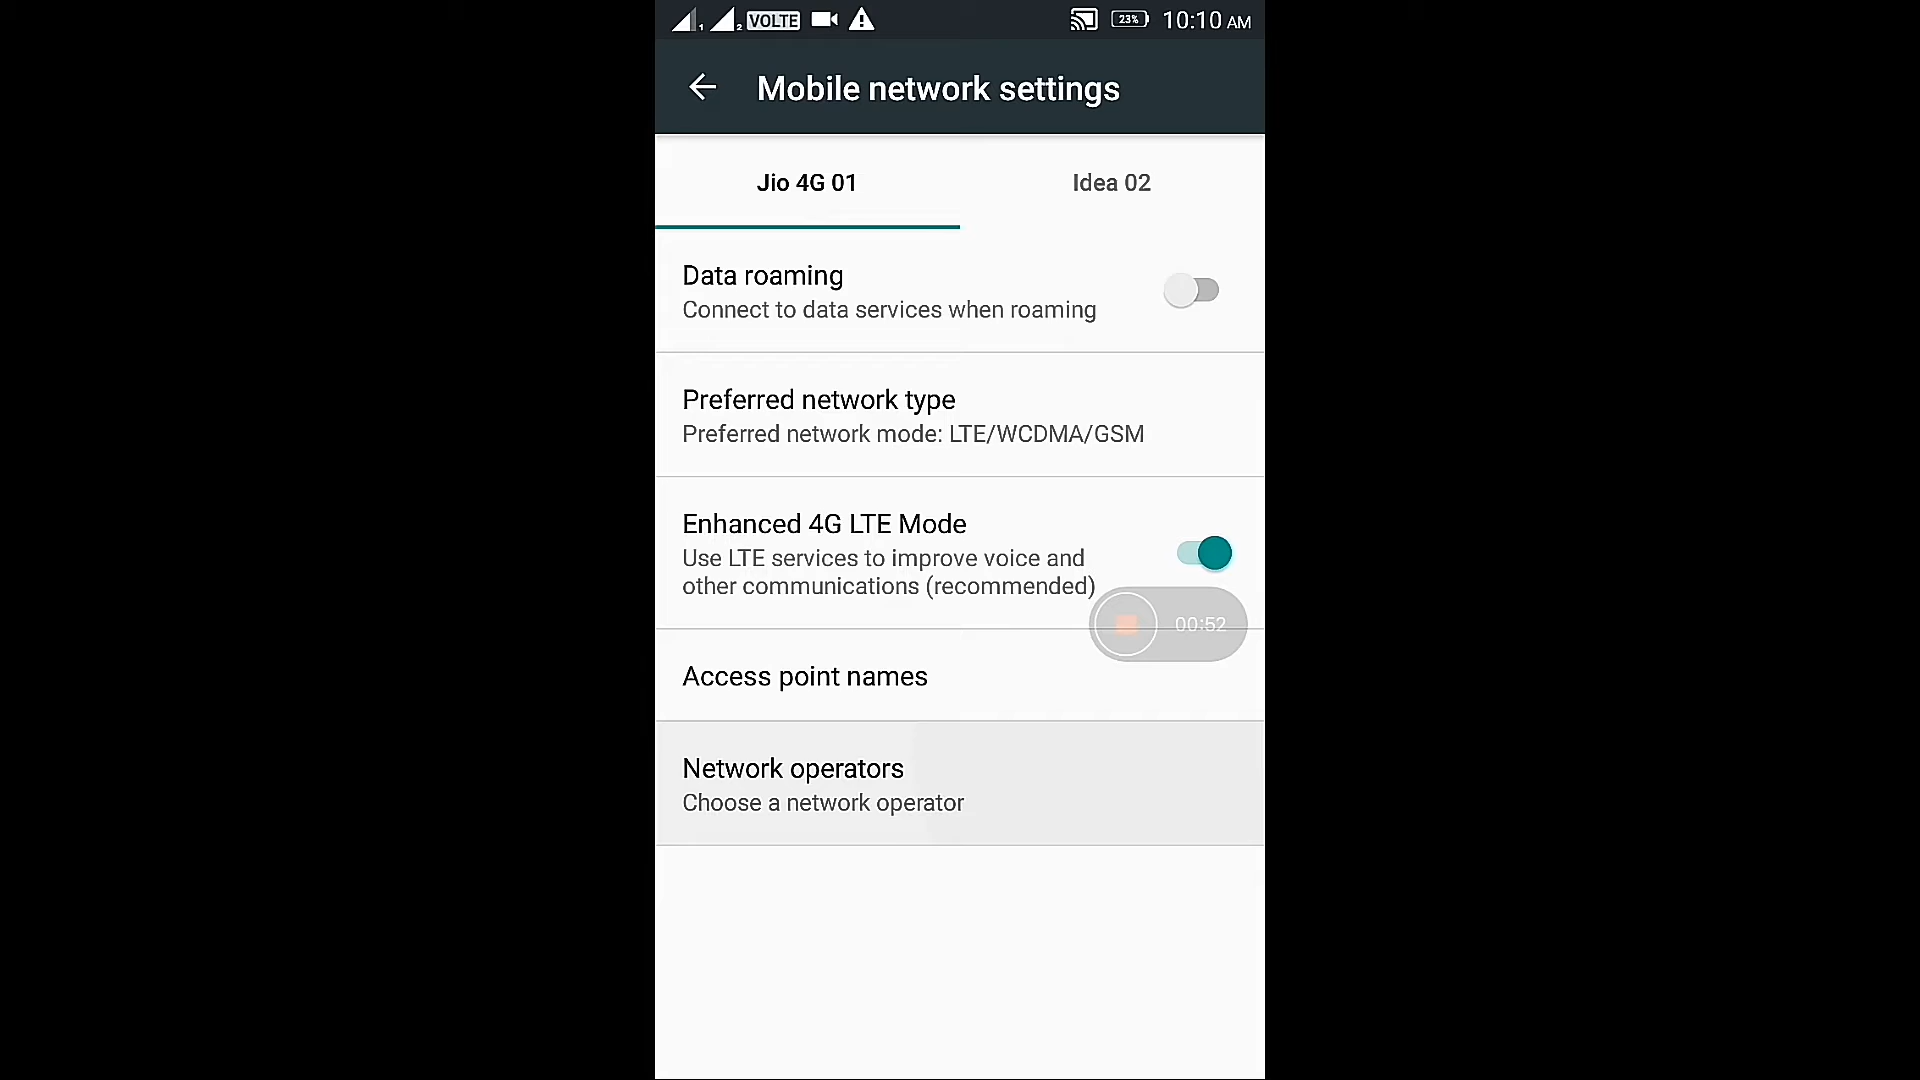 1 2 VOLTE 23% 10:10 AM
Mobile network settings
Jio 4G 01 Idea 02
Data roaming
Connect to data services when roaming
Preferred network type
Preferred network mode: LTE/WCDMA/GSM
Enhanced 4G LTE Mode
Use LTE services to improve voice and
other communications (recommended)
00:52
Access point names
Network operators
Choose a network operator